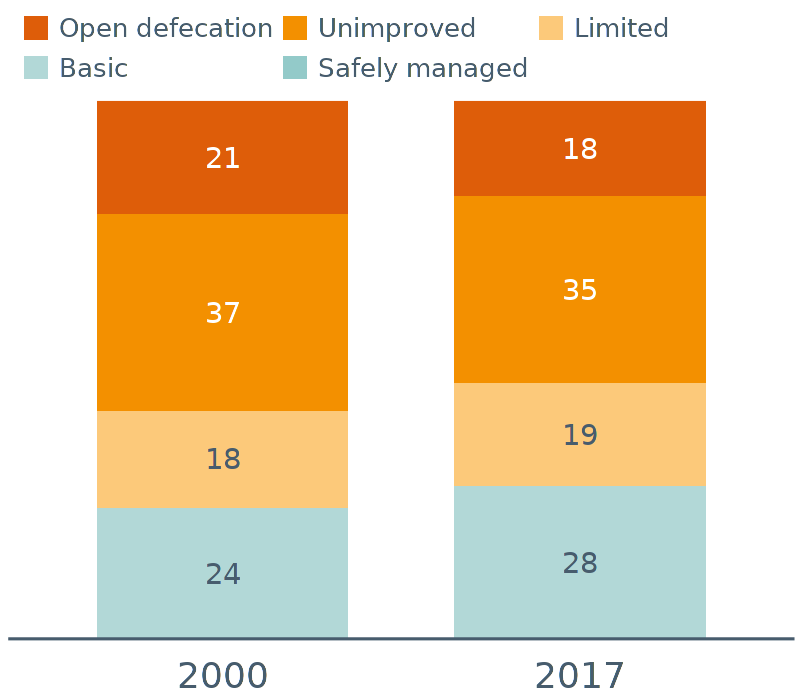 Open defecation Unimproved Limited
Basic Safely managed
21 18
37 35
18 19
24 28
2000 2017